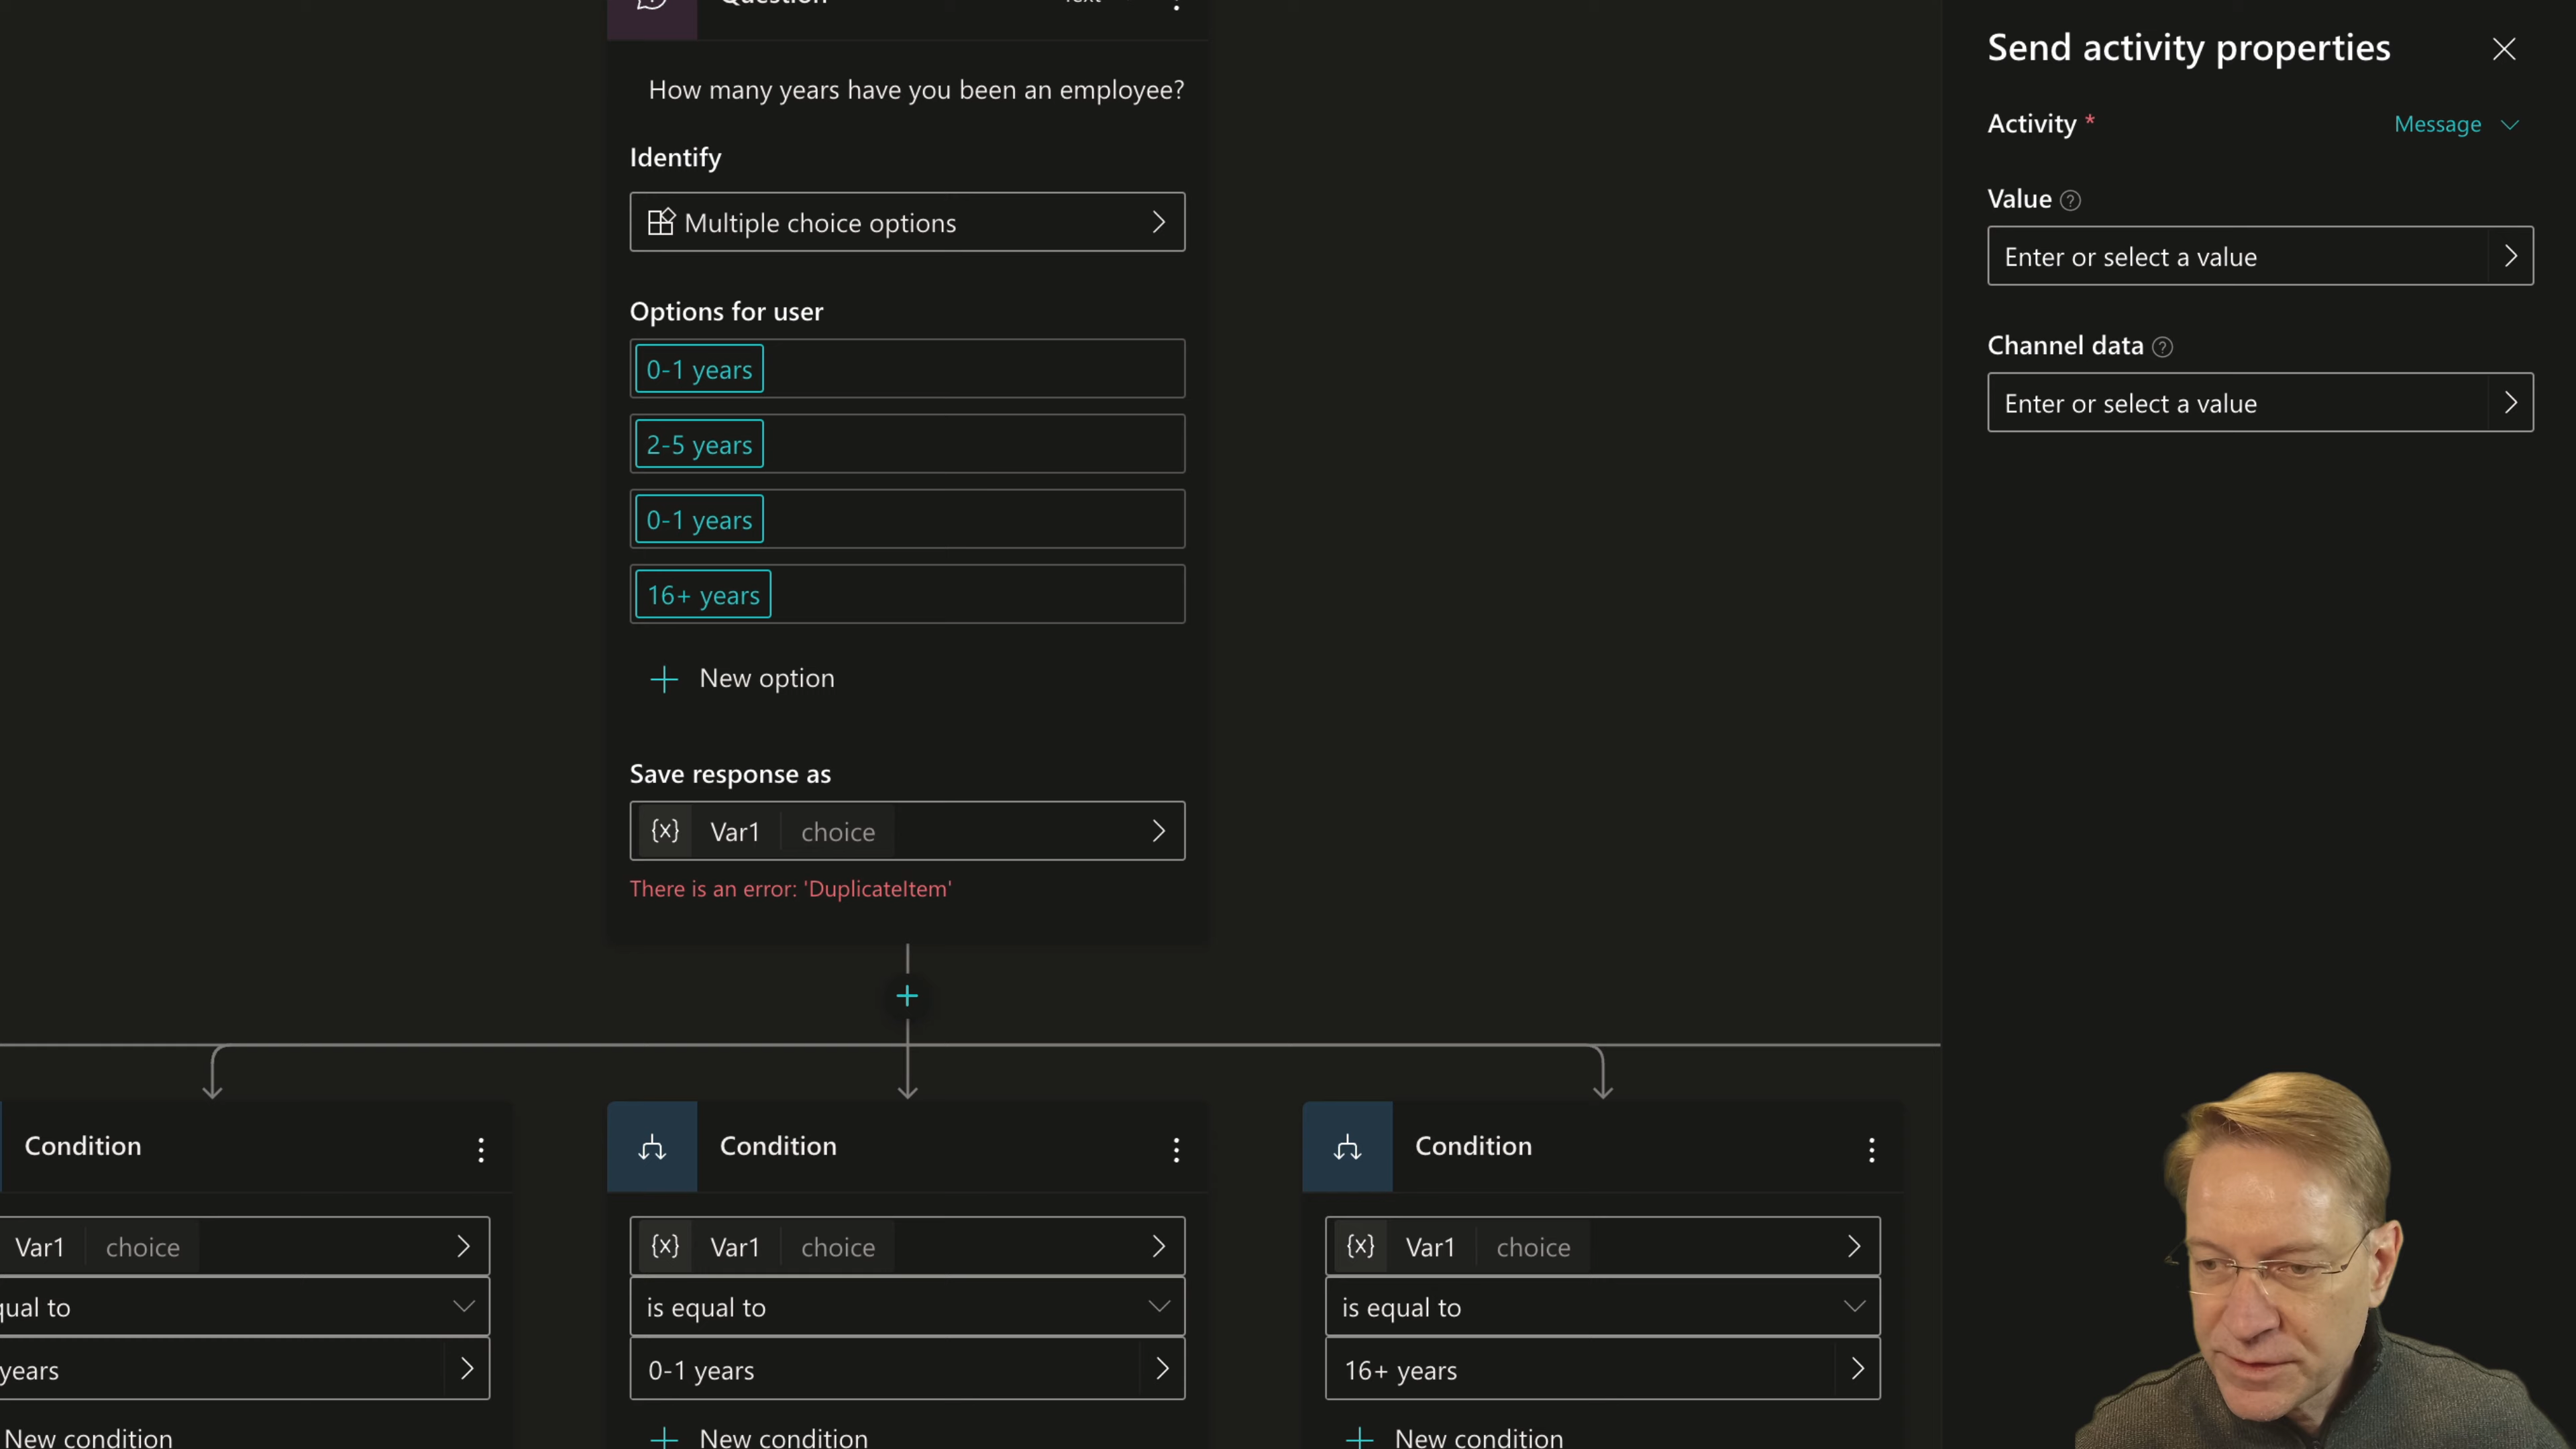 Question
Text
How many years have you been an employee?
Identify
Multiple choice options
Options for user
0-1 years
2-5 years
0-1 years
16+ years
New option
Save response as
{x} Var1 choice
There is an error: 'DuplicateItem'
Condition
Var1 choice
qual to
years
New condition
Condition
{x} Var1 choice
is equal to
0-1 years
New condition
Condition
{x} Var1 choice
is equal to
16+ years
New condition
Send activity properties
Activity *
Message
Value ?
Enter or select a value
Channel data ?
Enter or select a value